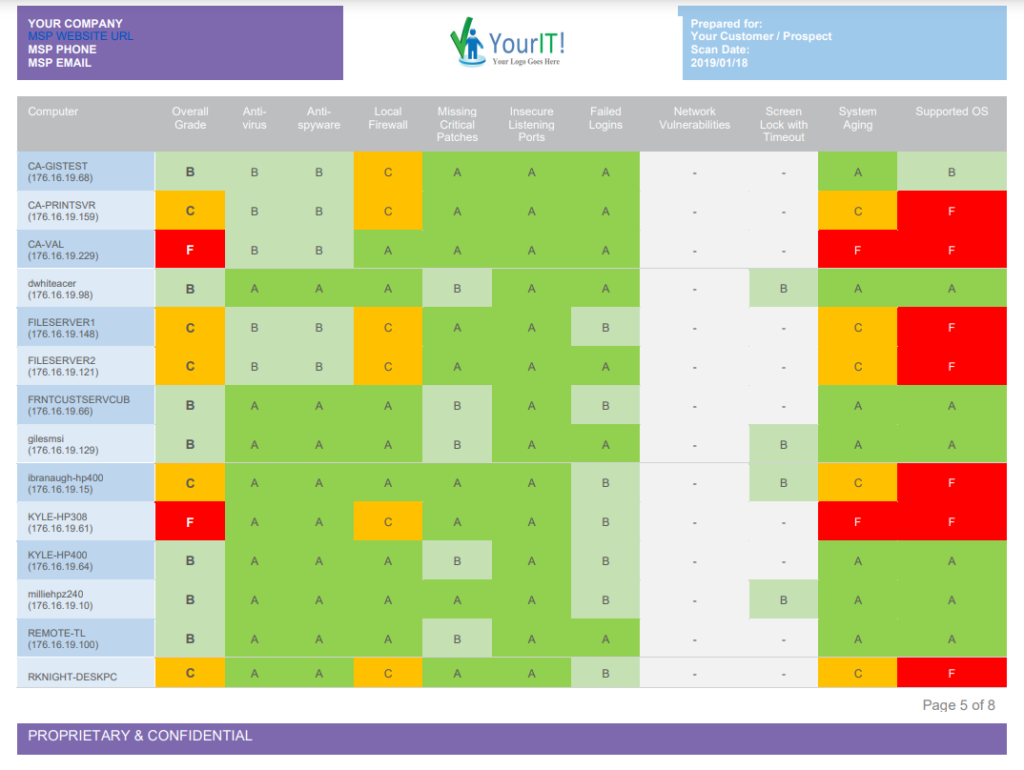 YOUR COMPANY
MSP WEBSITE URL
MSP PHONE
MSP EMAIL
YourIT!
Your Logo Goes Here
Prepared for:
Your Customer / Prospect
Scan Date:
2019/01/18
Computer Overall Grade Anti-virus Anti-spyware Local Firewall Missing Critical Patches Insecure Listening Ports Failed Logins Network Vulnerabilities Screen Lock with Timeout System Aging Supported OS
CA-GISTEST
(176.16.19.68) B B B C A A A - - A B
CA-PRINTSVR
(176.16.19.159) C B B C A A A - - C F
CA-VAL
(176.16.19.229) F B B A A A A - - F F
dwhiteacer
(176.16.19.98) B A A A B A A - B A A
FILESERVER1
(176.16.19.148) C B B C A A B - - C F
FILESERVER2
(176.16.19.121) C B B C A A A - - C F
FRNTCUSTSERVCUB
(176.16.19.66) B A A A B A B - - A A
gilesmsi
(176.16.19.129) B A A A B A A - B A A
ibranaugh-hp400
(176.16.19.15) C A A A A A B - B C F
KYLE-HP308
(176.16.19.61) F A A C A A B - - F F
KYLE-HP400
(176.16.19.64) B A A A B A B - - A A
milliehpz240
(176.16.19.10) B A A A A A B - B A A
REMOTE-TL
(176.16.19.100) B A A A B A A - - A A
RKNIGHT-DESKPC C A A C A A B - - C F
Page 5 of 8
PROPRIETARY & CONFIDENTIAL